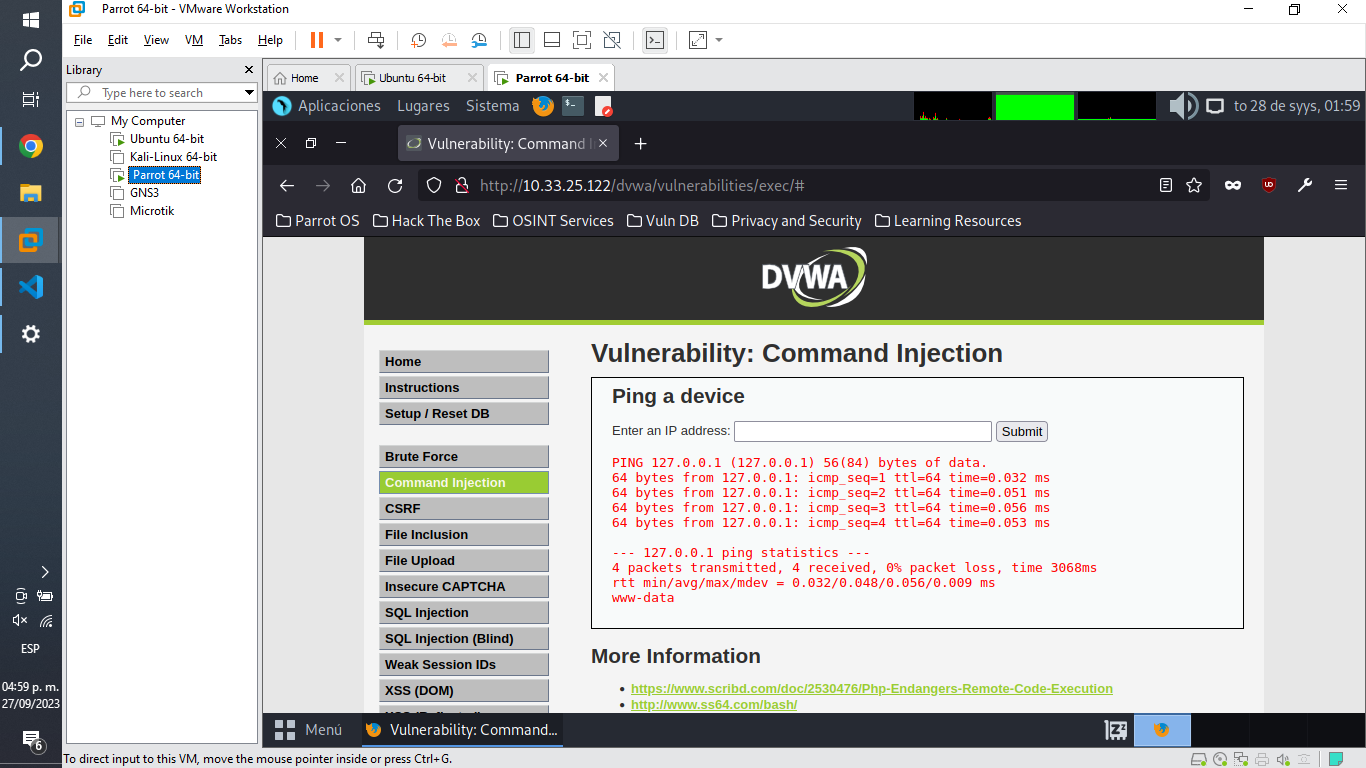 Parrot 64-bit - VMware Workstation
File Edit View VM Tabs Help
Library
Type here to search
My Computer
Ubuntu 64-bit
Kali-Linux 64-bit
Parrot 64-bit
GNS3
Microtik
Home
Ubuntu 64-bit
Parrot 64-bit
Aplicaciones Lugares Sistema
to 28 de syys, 01:59
Vulnerability: Command I
http://10.33.25.122/dvwa/vulnerabilities/exec/#
Parrot OS Hack The Box OSINT Services Vuln DB Privacy and Security Learning Resources
DVWA
Home
Instructions
Setup / Reset DB
Brute Force
Command Injection
CSRF
File Inclusion
File Upload
Insecure CAPTCHA
SQL Injection
SQL Injection (Blind)
Weak Session IDs
XSS (DOM)
Vulnerability: Command Injection
Ping a device
Enter an IP address: Submit
PING 127.0.0.1 (127.0.0.1) 56(84) bytes of data.
64 bytes from 127.0.0.1: icmp_seq=1 ttl=64 time=0.032 ms
64 bytes from 127.0.0.1: icmp_seq=2 ttl=64 time=0.051 ms
64 bytes from 127.0.0.1: icmp_seq=3 ttl=64 time=0.056 ms
64 bytes from 127.0.0.1: icmp_seq=4 ttl=64 time=0.053 ms
--- 127.0.0.1 ping statistics ---
4 packets transmitted, 4 received, 0% packet loss, time 3068ms
rtt min/avg/max/mdev = 0.032/0.048/0.056/0.009 ms
www-data
More Information
https://www.scribd.com/doc/2530476/Php-Endangers-Remote-Code-Execution
http://www.ss64.com/bash/
Menú
Vulnerability: Command...
ESP
04:59 p. m.
27/09/2023
6
To direct input to this VM, move the mouse pointer inside or press Ctrl+G.